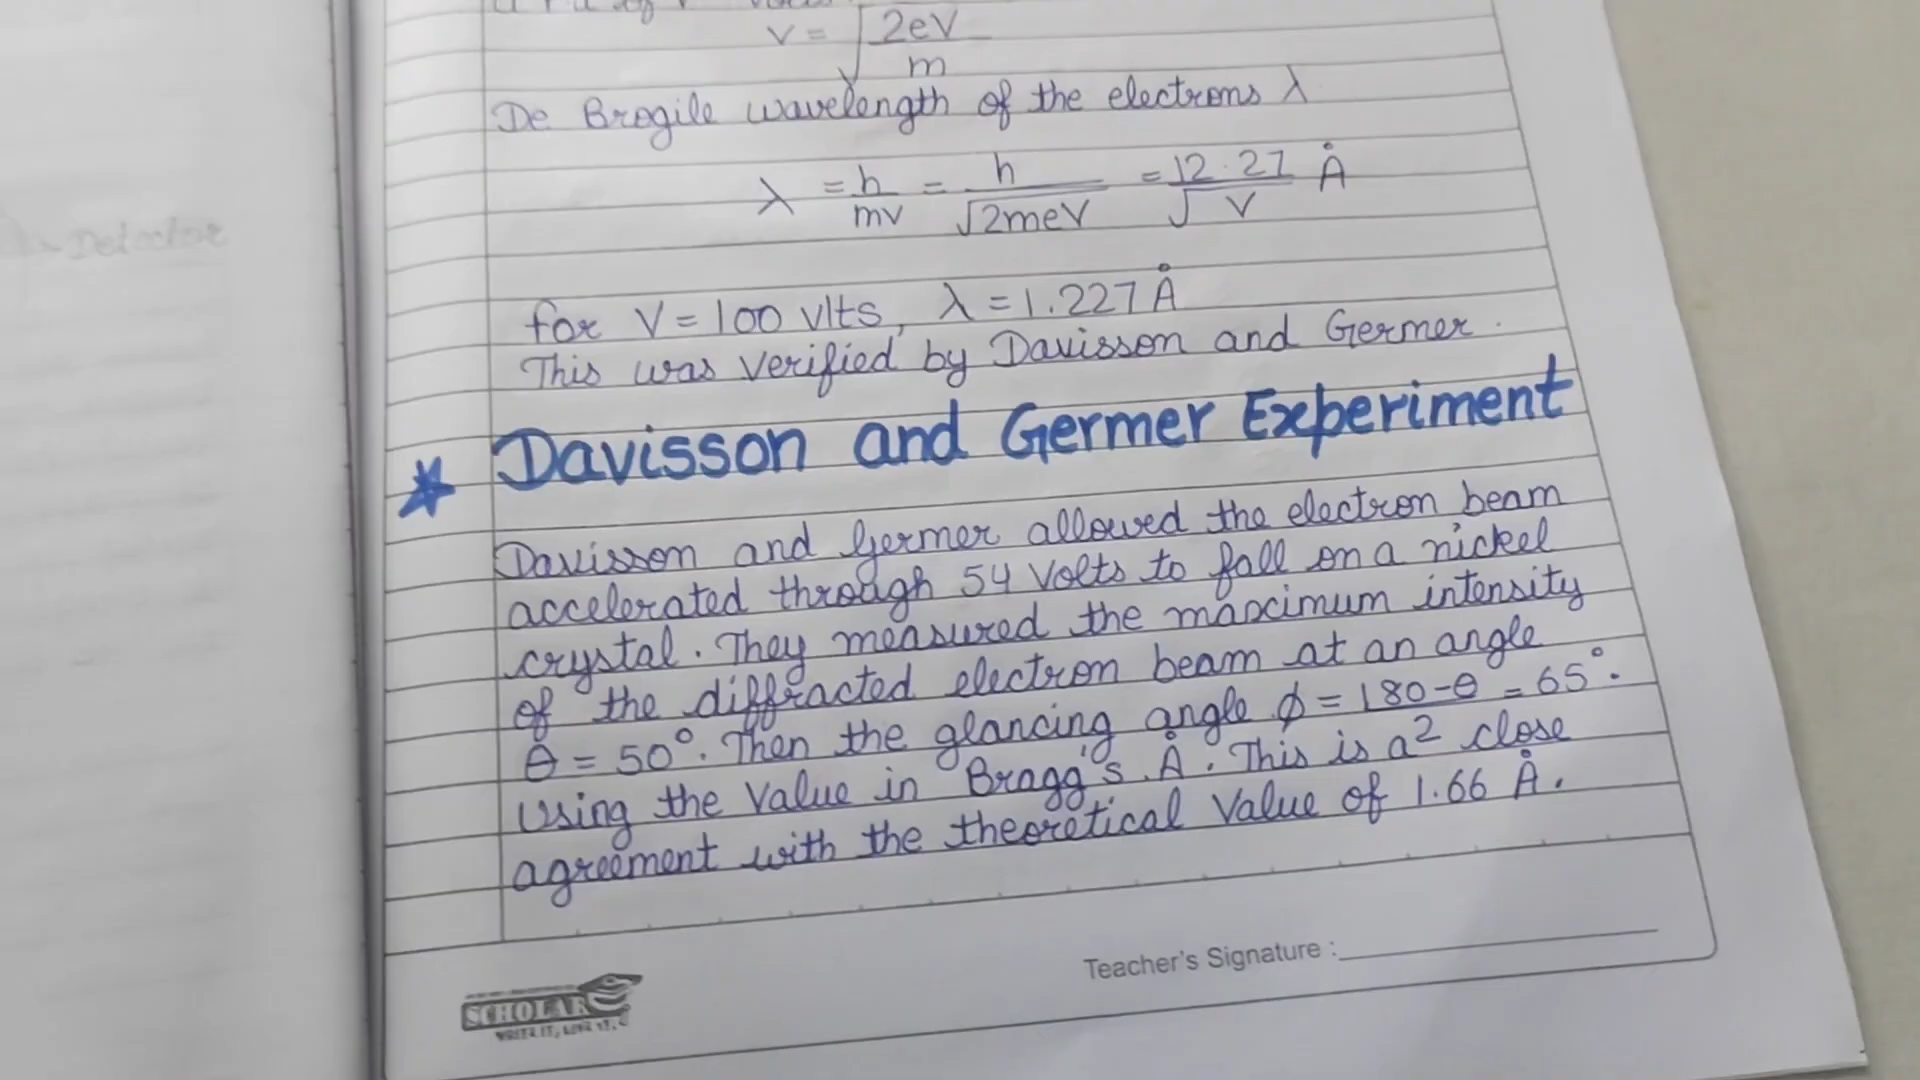 v = √2eV/m
De Brogile wavelength of the electrons λ
λ = h/mv = h/√2meV = 12.27/√V Å
for V = 100 vlts, λ = 1.227 Å
This was verified by Davisson and Germer.
* Davisson and Germer Experiment
Davisson and Germer allowed the electron beam
accelerated through 54 Volts to fall on a nickel
crystal. They measured the maximum intensity
of the diffracted electron beam at an angle
θ = 50°. Then the glancing angle ϕ = 180-θ = 65°.
Using the Value in Bragg's Å. This is a² close
agreement with the theoretical Value of 1.66 Å.
Teacher's Signature :
SCHOLAR
Detector